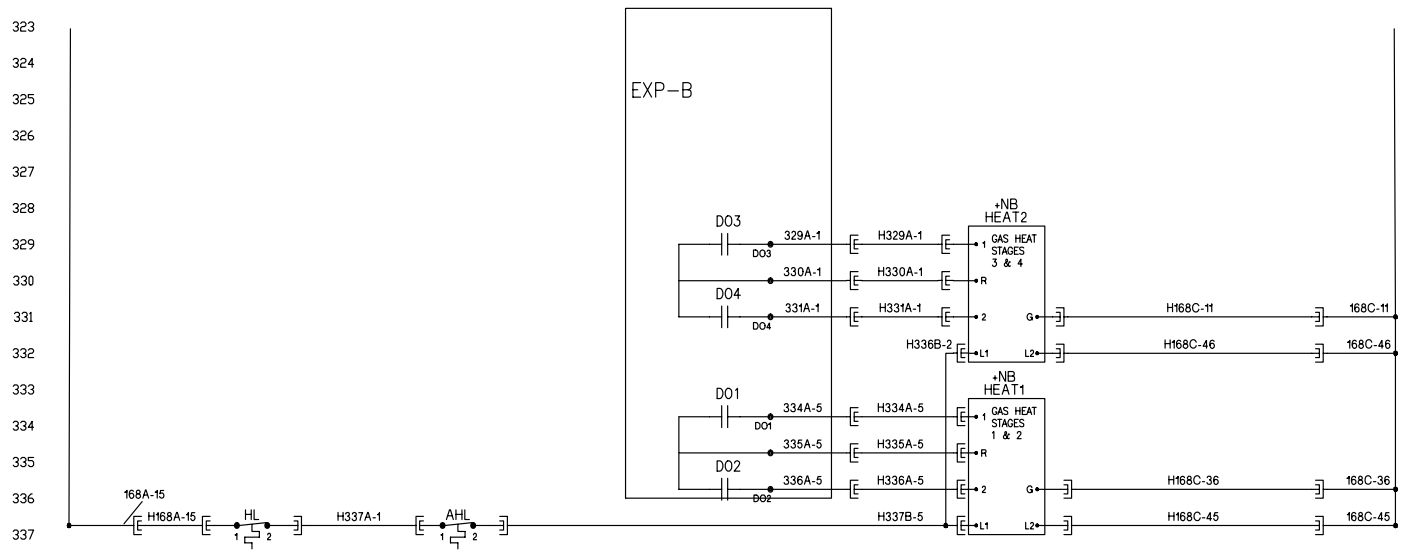 323
324
325
EXP-B
326
327
328
+NB
HEAT2
329
DO3
DO3
329A-1
H329A-1
1
GAS HEAT
STAGES
3 & 4
330
330A-1
H330A-1
R
331
DO4
DO4
331A-1
H331A-1
2
G
H168C-11
168C-11
332
H336B-2
L1
L2
H168C-46
168C-46
333
+NB
HEAT1
334
DO1
DO1
334A-5
H334A-5
1
GAS HEAT
STAGES
1 & 2
335
335A-5
H335A-5
R
336
DO2
DO2
336A-5
H336A-5
2
G
H168C-36
168C-36
337
168A-15
H168A-15
HL
1 2
H337A-1
AHL
1 2
H337B-5
L1
L2
H168C-45
168C-45